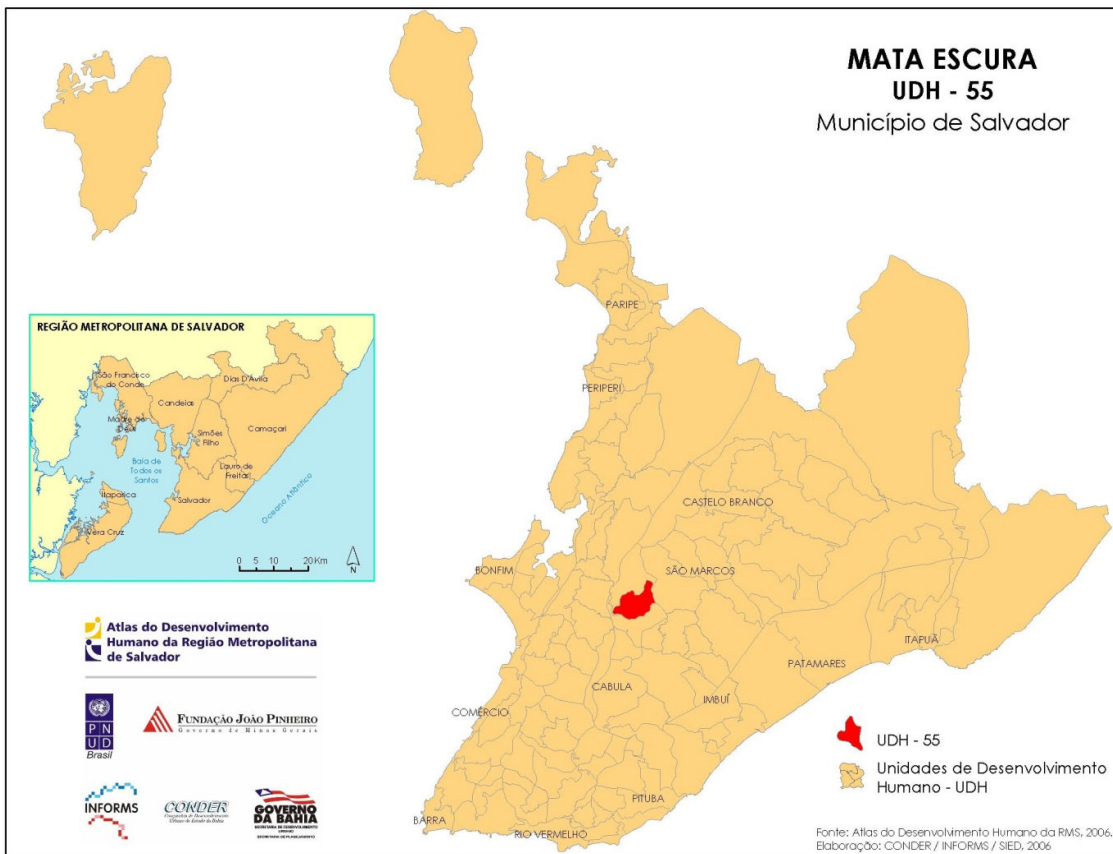 MATA ESCURA
UDH - 55
Município de Salvador
PARIPE
PERIPERI
CASTELO BRANCO
BONFIM
SÃO MARCOS
ITAPUÃ
PATAMARES
CABULA
IMBUÍ
COMÉRCIO
PITUBA
BARRA
RIO VERMELHO
REGIÃO METROPOLITANA DE SALVADOR
São Francisco
do Conde
Dias D'Avila
Candeias
Camaçari
Madre de
Deus
Simões
Filho
Baía de
Todos os
Santos
Lauro de
Freitas
Itaparica
Salvador
Vera Cruz
Oceano Atlântico
0 5 10 20 Km
N
Atlas do Desenvolvimento
Humano da Região Metropolitana
de Salvador
P N
U D
Brasil
FUNDAÇÃO JOÃO PINHEIRO
Governo de Minas Gerais
INFORMS
CONDER
GOVERNO
DA BAHIA
UDH - 55
Unidades de Desenvolvimento
Humano - UDH
Fonte: Atlas do Desenvolvimento Humano da RMS, 2006.
Elaboração: CONDER / INFORMS / SIED, 2006